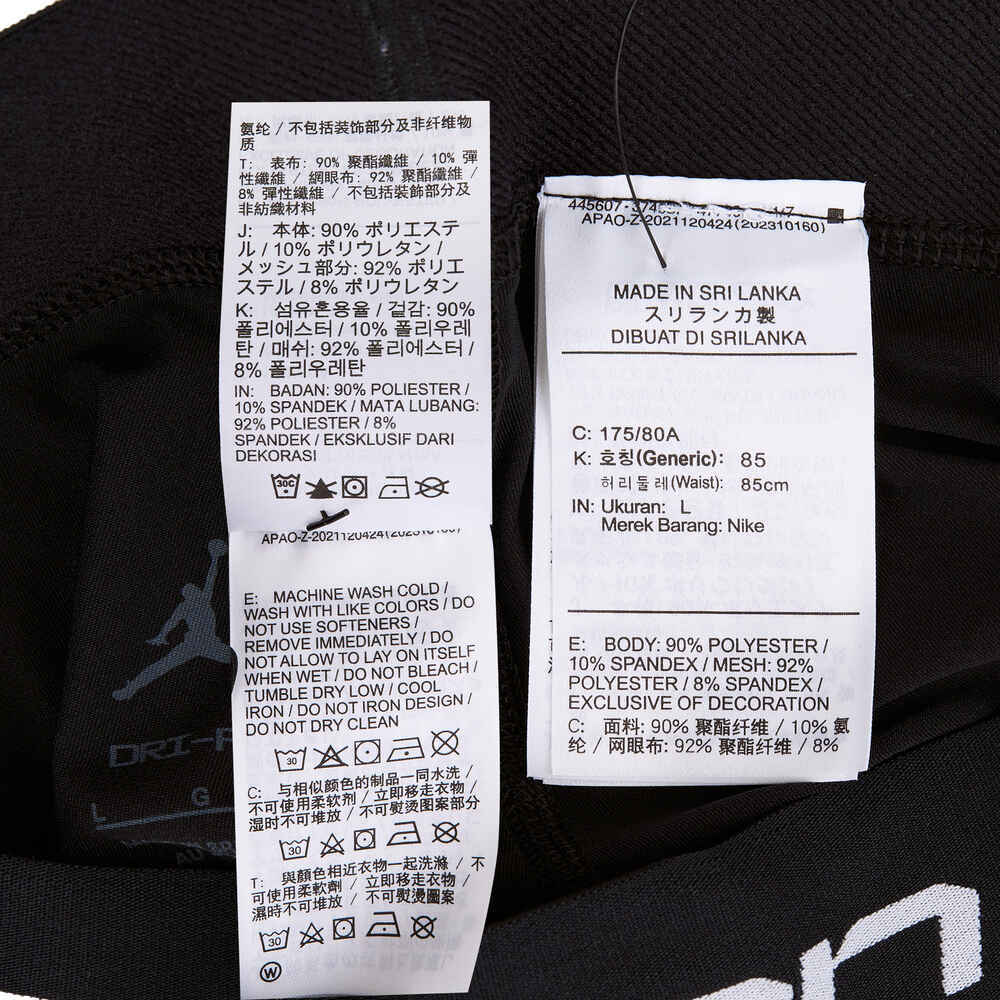 氨纶 / 不包括装饰部分及非纤维物
质
T: 表布: 90% 聚酯纖維 / 10% 彈
性纖維 / 網眼布: 92% 聚酯纖維 /
8% 彈性纖維 / 不包括裝飾部分及
非紡織材料
J: 本体: 90% ポリエステ
ル / 10% ポリウレタン /
メッシュ部分: 92% ポリエ
ステル / 8% ポリウレタン
K: 섬유혼용율 / 겉감: 90%
폴리에스터 / 10% 폴리우레
탄 / 매쉬: 92% 폴리에스터 /
8% 폴리우레탄
IN: BADAN: 90% POLIESTER /
10% SPANDEK / MATA LUBANG:
92% POLIESTER / 8%
SPANDEK / EKSKLUSIF DARI
DEKORASI
30C
APAO-Z-2021120424(202310160)
E: MACHINE WASH COLD /
WASH WITH LIKE COLORS / DO
NOT USE SOFTENERS /
REMOVE IMMEDIATELY / DO
NOT ALLOW TO LAY ON ITSELF
WHEN WET / DO NOT BLEACH /
TUMBLE DRY LOW / COOL
IRON / DO NOT IRON DESIGN /
DO NOT DRY CLEAN
30
C: 与相似颜色的制品一同水洗 /
不可使用柔软剂 / 立即移走衣物 /
湿时不可堆放 / 不可熨烫图案部分
30
T: 與顏色相近衣物一起洗滌 / 不
可使用柔軟劑 / 立即移走衣物 /
濕時不可堆放 / 不可熨燙圖案
30
W
APAO-Z-2021120424(202310160)
MADE IN SRI LANKA
スリランカ製
DIBUAT DI SRILANKA
C: 175/80A
K: 호칭(Generic): 85
허리둘레(Waist): 85cm
IN: Ukuran: L
Merek Barang: Nike
E: BODY: 90% POLYESTER /
10% SPANDEX / MESH: 92%
POLYESTER / 8% SPANDEX /
EXCLUSIVE OF DECORATION
C: 面料: 90% 聚酯纤维 / 10% 氨
纶 / 网眼布: 92% 聚酯纤维 / 8%
DRI-
L G